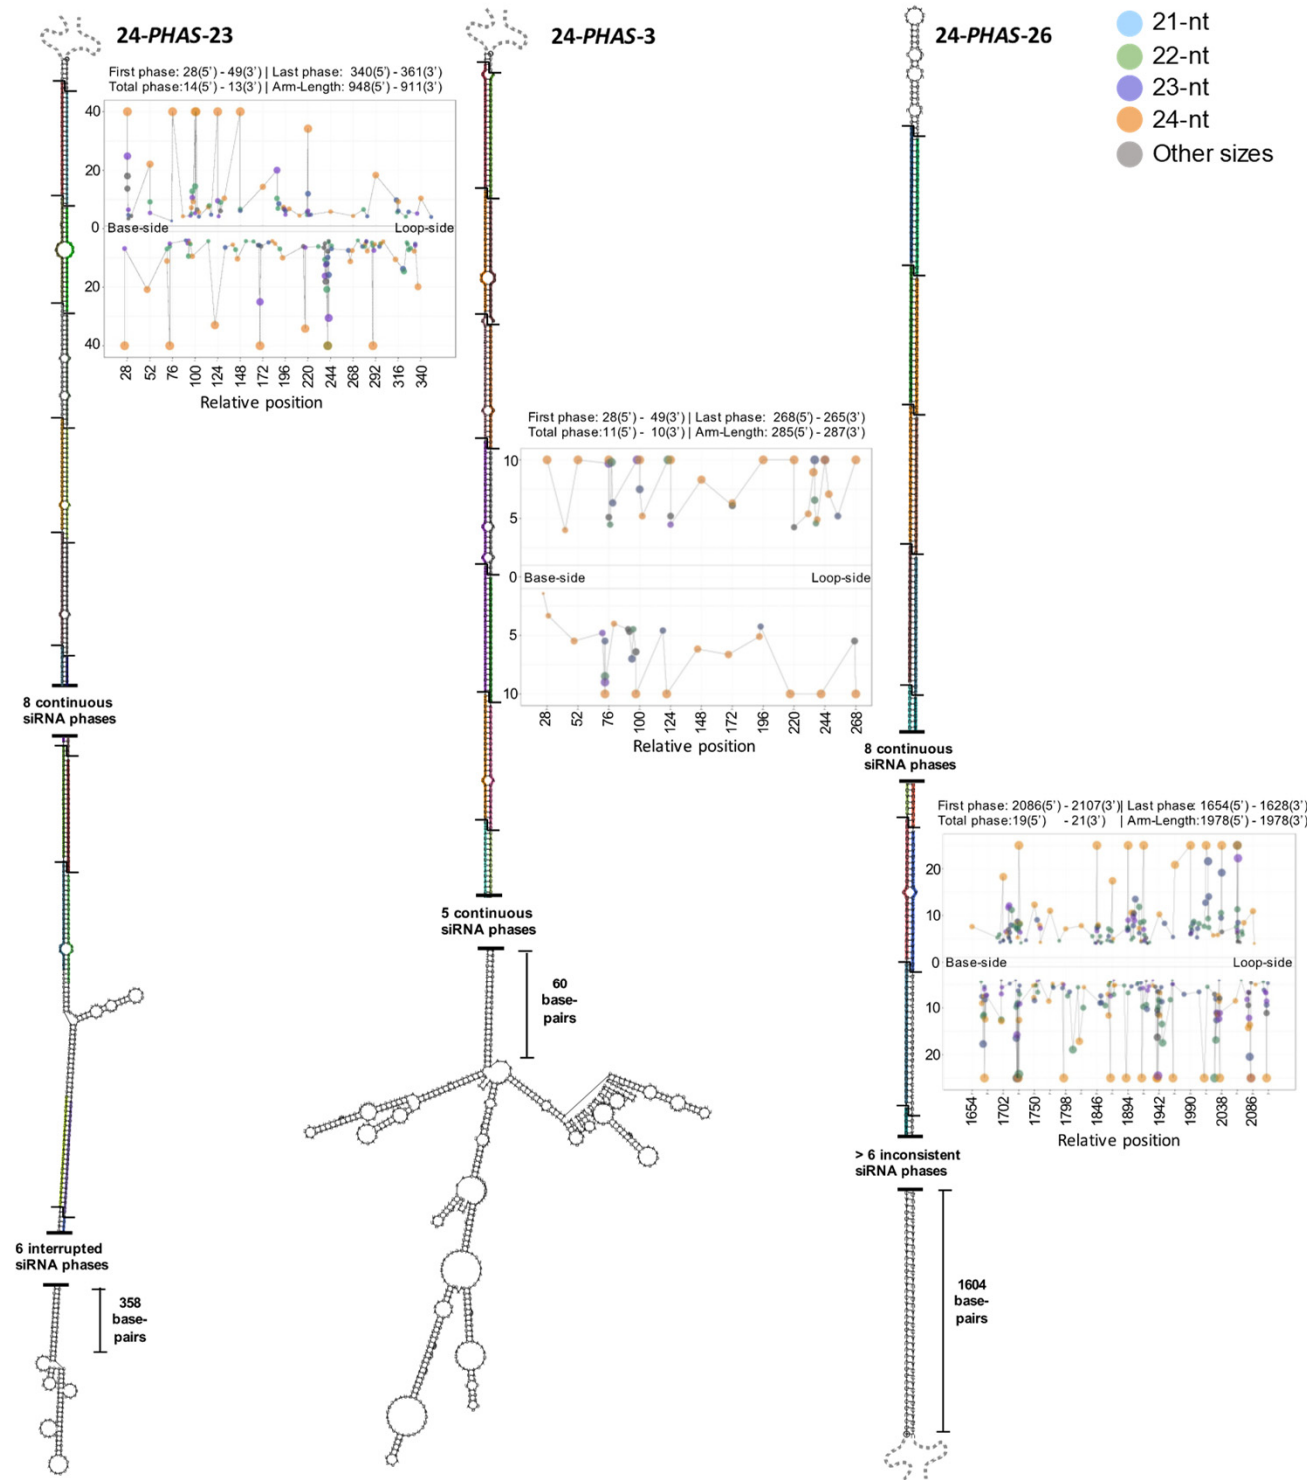 24-PHAS-23
First phase: 28(5') - 49(3') | Last phase: 340(5') - 361(3')
Total phase:14(5') - 13(3') | Arm-Length: 948(5') - 911(3')
40
20
0
20
40
Base-side
Loop-side
28 52 76 100 124 148 172 196 220 244 268 292 316 340
Relative position
8 continuous
siRNA phases
6 interrupted
siRNA phases
358
base-
pairs
24-PHAS-3
First phase: 28(5') - 49(3') | Last phase: 268(5') - 265(3')
Total phase:11(5') - 10(3') | Arm-Length: 285(5') - 287(3')
10
5
0
5
10
Base-side
Loop-side
28 52 76 100 124 148 172 196 220 244 268
Relative position
5 continuous
siRNA phases
60
base-
pairs
24-PHAS-26
21-nt
22-nt
23-nt
24-nt
Other sizes
8 continuous
siRNA phases
First phase: 2086(5') - 2107(3')| Last phase: 1654(5') - 1628(3')
Total phase:19(5') - 21(3') | Arm-Length:1978(5') - 1978(3')
20
10
0
10
20
Base-side
Loop-side
1654 1702 1750 1798 1846 1894 1942 1990 2038 2086
Relative position
> 6 inconsistent
siRNA phases
1604
base-
pairs